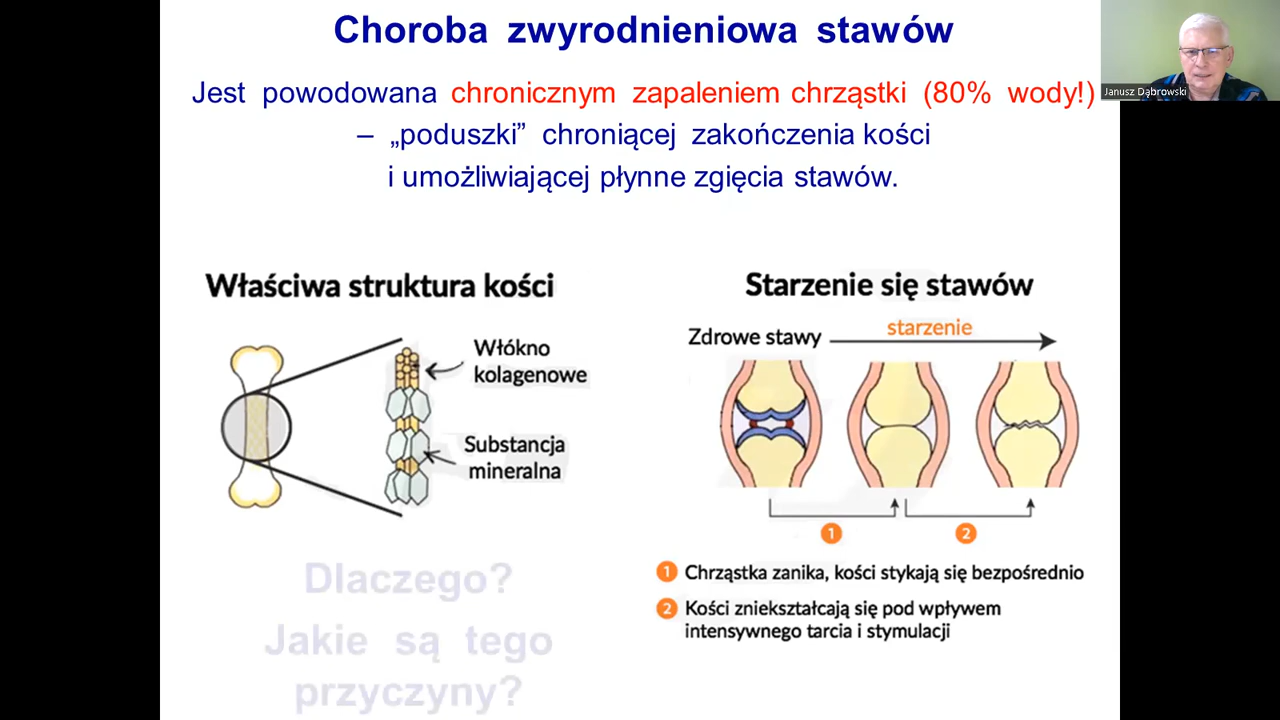 Choroba zwyrodnieniowa stawów
Janusz Dąbrowski
Jest powodowana chronicznym zapaleniem chrząstki (80% wody!)
– „poduszki” chroniącej zakończenia kości
i umożliwiającej płynne zgięcia stawów.
Właściwa struktura kości
Włókno
kolagenowe
Substancja
mineralna
Dlaczego?
Jakie są tego
przyczyny?
Starzenie się stawów
Zdrowe stawy
starzenie
1
2
1 Chrząstka zanika, kości stykają się bezpośrednio
2 Kości zniekształcają się pod wpływem
intensywnego tarcia i stymulacji